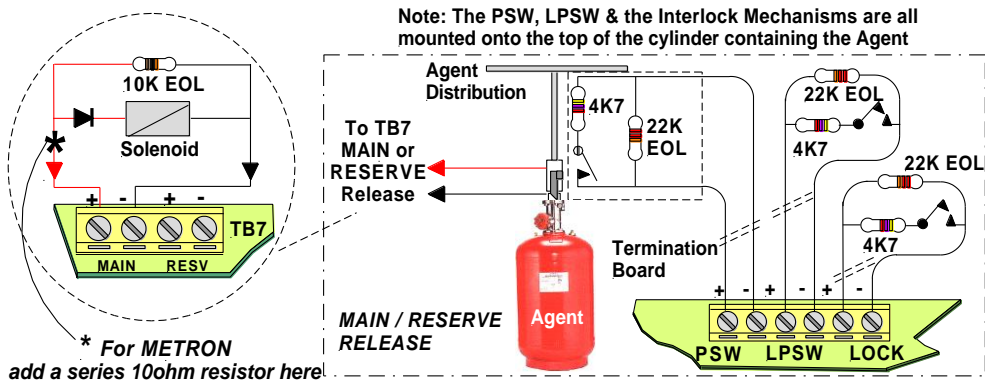 Note: The PSW, LPSW & the Interlock Mechanisms are all
mounted onto the top of the cylinder containing the Agent
10K EOL
Solenoid
*
+ - + -
TB7
MAIN RESV
* For METRON
add a series 10ohm resistor here
Agent
Distribution
To TB7
MAIN or
RESERVE
Release
4K7
22K
EOL
22K EOL
4K7
22K EOL
4K7
Termination
Board
Agent
MAIN / RESERVE
RELEASE
+ - + - + -
PSW LPSW LOCK